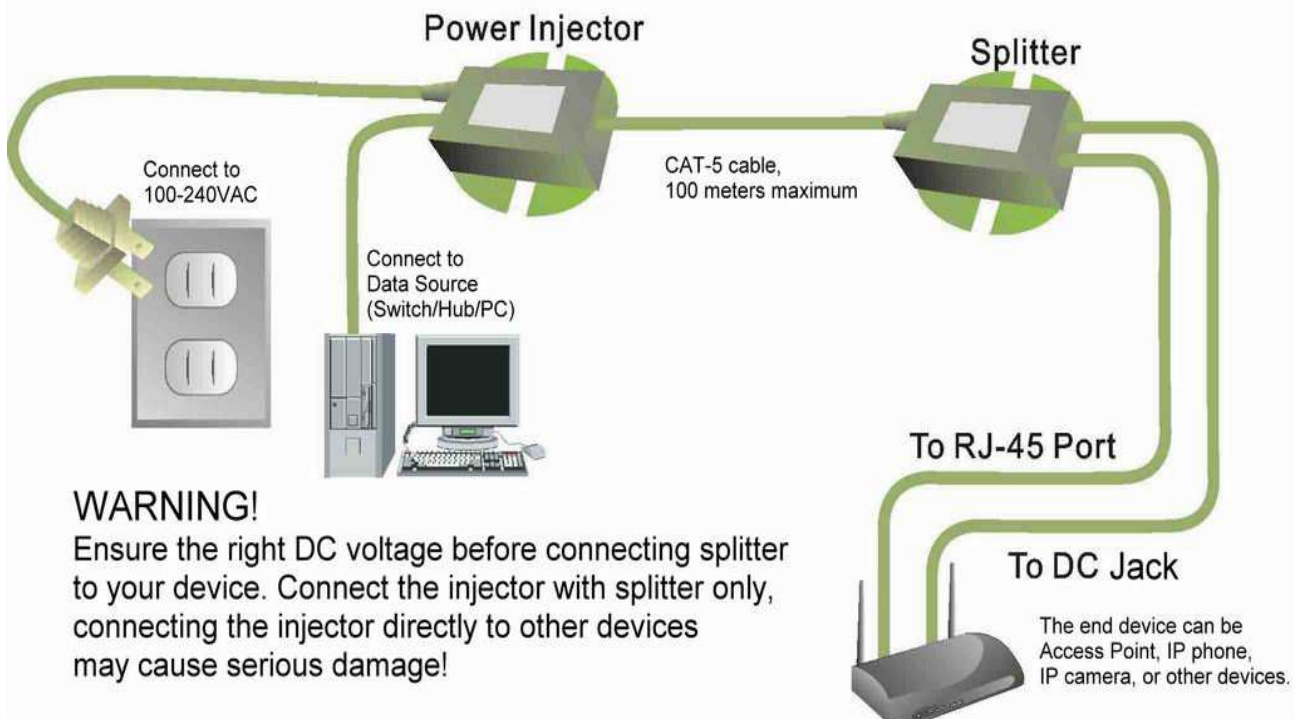 Power Injector
Splitter
Connect to
100-240VAC
CAT-5 cable,
100 meters maximum
Connect to
Data Source
(Switch/Hub/PC)
To RJ-45 Port
To DC Jack
The end device can be
Access Point, IP phone,
IP camera, or other devices.
WARNING!
Ensure the right DC voltage before connecting splitter
to your device. Connect the injector with splitter only,
connecting the injector directly to other devices
may cause serious damage!